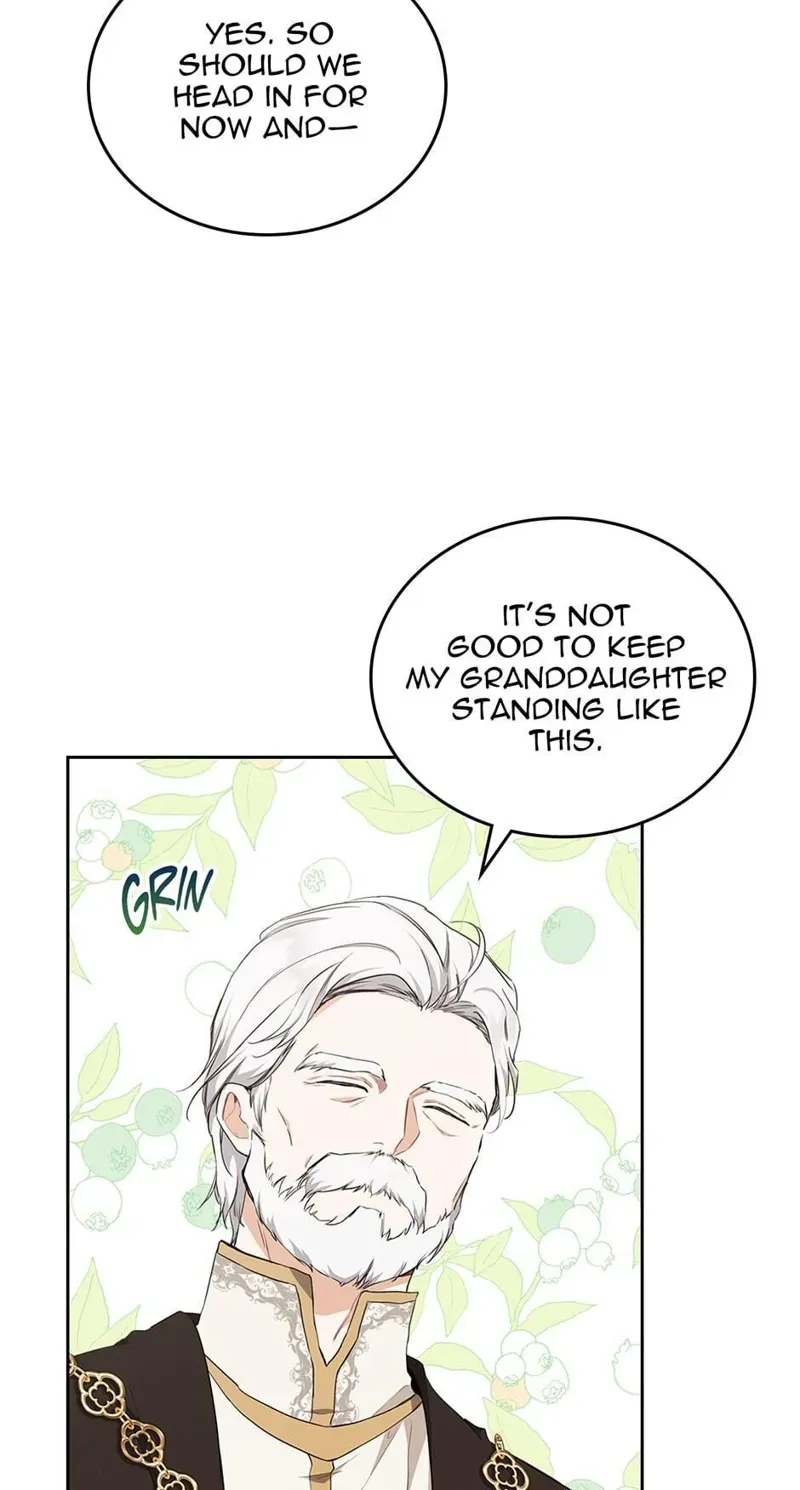 YES. SO
SHOULD WE
HEAD IN FOR
NOW AND—
IT'S NOT
GOOD TO KEEP
MY GRANDDAUGHTER
STANDING LIKE
THIS.
GRIN